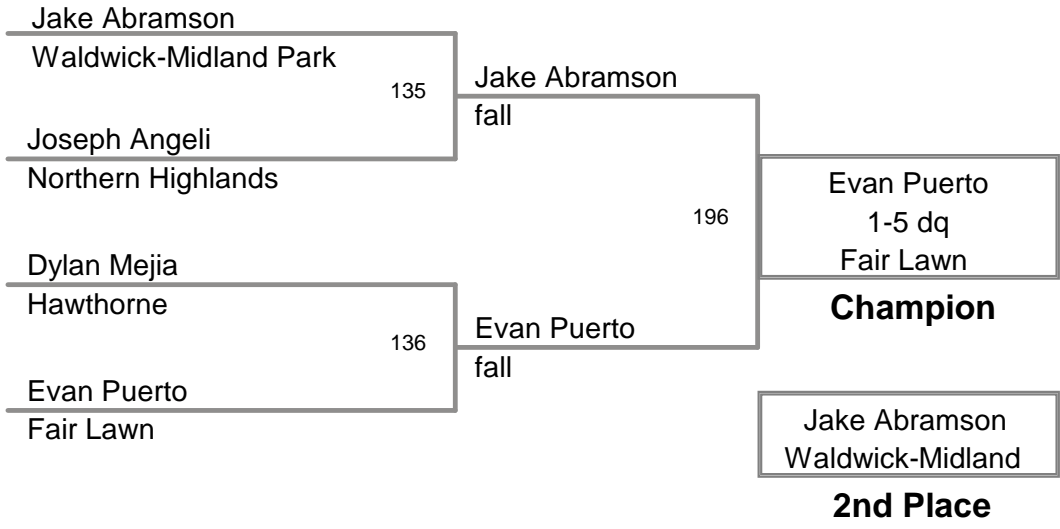 Jake Abramson
Waldwick-Midland Park
135
Joseph Angeli
Northern Highlands
Jake Abramson
fall
Dylan Mejia
Hawthorne
136
Evan Puerto
Fair Lawn
Evan Puerto
fall
196
Evan Puerto
1-5 dq
Fair Lawn
Champion
Jake Abramson
Waldwick-Midland
2nd Place